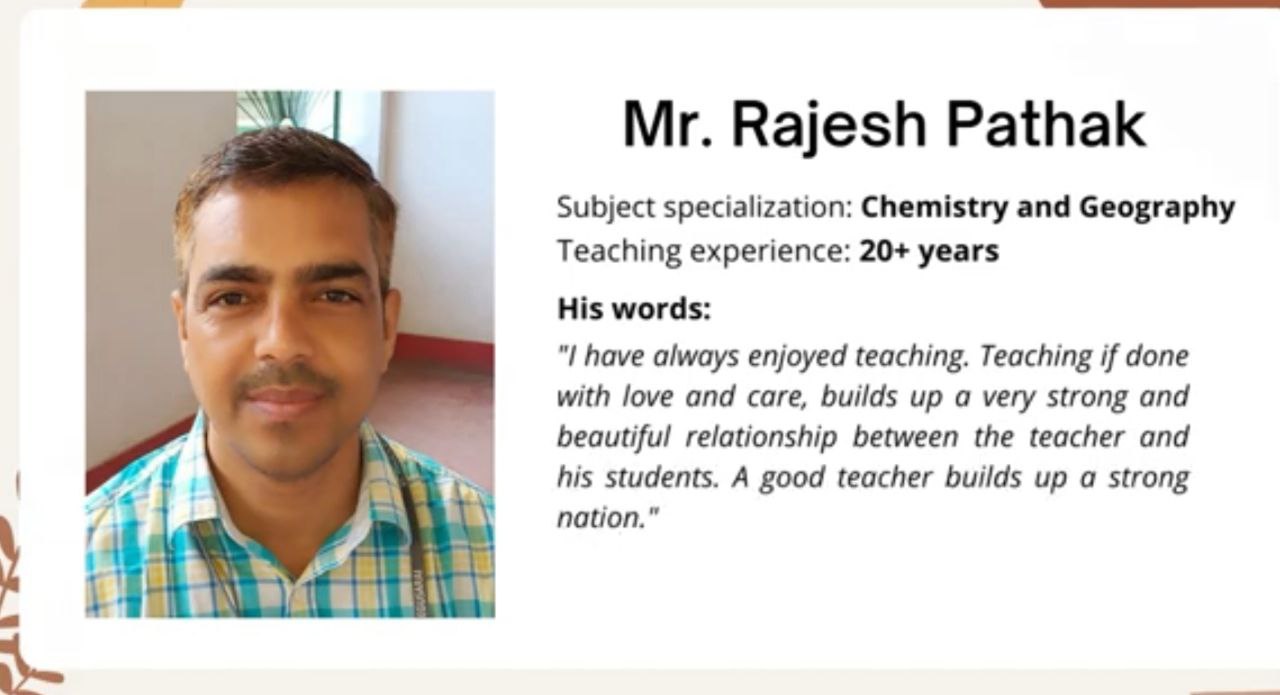 Mr. Rajesh Pathak
Subject specialization: Chemistry and Geography
Teaching experience: 20+ years
His words:
"I have always enjoyed teaching. Teaching if done
with love and care, builds up a very strong and
beautiful relationship between the teacher and
his students. A good teacher builds up a strong
nation."